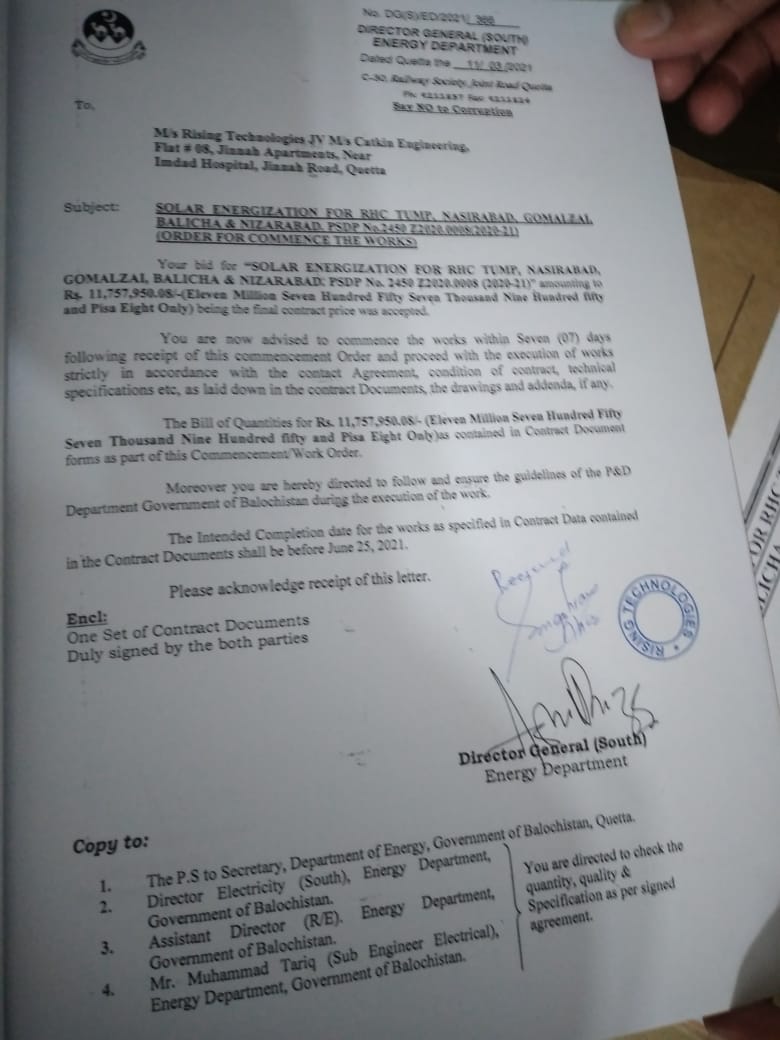 No. DG(S)/ED/2021/ 366
DIRECTOR GENERAL (SOUTH)
ENERGY DEPARTMENT
Dated Quetta the 11/ 03 /2021
C-50, Railway Society, Joint Road Quetta
Say NO to Corruption
To,
M/s Rising Technologies JV M/s Catkin Engineering,
Flat # 08, Jinnah Apartments, Near
Imdad Hospital, Jinnah Road, Quetta
Subject: SOLAR ENERGIZATION FOR RHC TUMP, NASIRABAD, GOMALZAI,
BALICHA & NIZARABAD, PSDP No.2450 Z2020.0008(2020-21)
(ORDER FOR COMMENCE THE WORKS)
Your bid for "SOLAR ENERGIZATION FOR RHC TUMP, NASIRABAD,
GOMALZAI, BALICHA & NIZARABAD, PSDP No. 2450 Z2020.0008 (2020-21)" amounting to
Rs. 11,757,950.08/-(Eleven Million Seven Hundred Fifty Seven Thousand Nine Hundred fifty
and Pisa Eight Only) being the final contract price was accepted.
You are now advised to commence the works within Seven (07) days
following receipt of this commencement Order and proceed with the execution of works
strictly in accordance with the contact Agreement, condition of contract, technical
specifications etc, as laid down in the contract Documents, the drawings and addenda, if any.
The Bill of Quantities for Rs. 11,757,950.08/- (Eleven Million Seven Hundred Fifty
Seven Thousand Nine Hundred fifty and Pisa Eight Only)as contained in Contract Document
forms as part of this Commencement/Work Order.
Moreover you are hereby directed to follow and ensure the guidelines of the P&D
Department Government of Balochistan during the execution of the work.
The Intended Completion date for the works as specified in Contract Data contained
in the Contract Documents shall be before June 25, 2021.
Please acknowledge receipt of this letter.
Encl:
One Set of Contract Documents
Duly signed by the both parties
RISING TECHNOLOGIES
Director General (South)
Energy Department
Copy to:
1. The P.S to Secretary, Department of Energy, Government of Balochistan, Quetta.
2. Director Electricity (South), Energy Department,
Government of Balochistan.
3. Assistant Director (R/E). Energy Department,
Government of Balochistan.
4. Mr. Muhammad Tariq (Sub Engineer Electrical),
Energy Department, Government of Balochistan.
You are directed to check the
quantity, quality &
Specification as per signed
agreement.